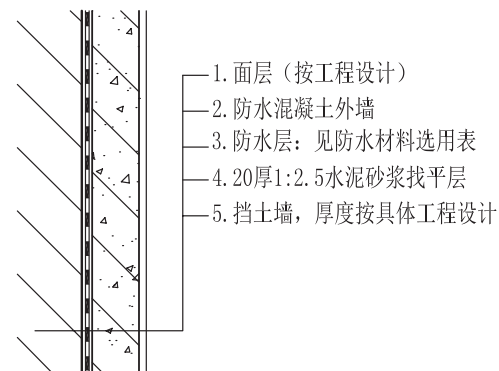 1.面层（按工程设计）
2.防水混凝土外墙
3.防水层：见防水材料选用表
4.20厚1:2.5水泥砂浆找平层
5.挡土墙，厚度按具体工程设计